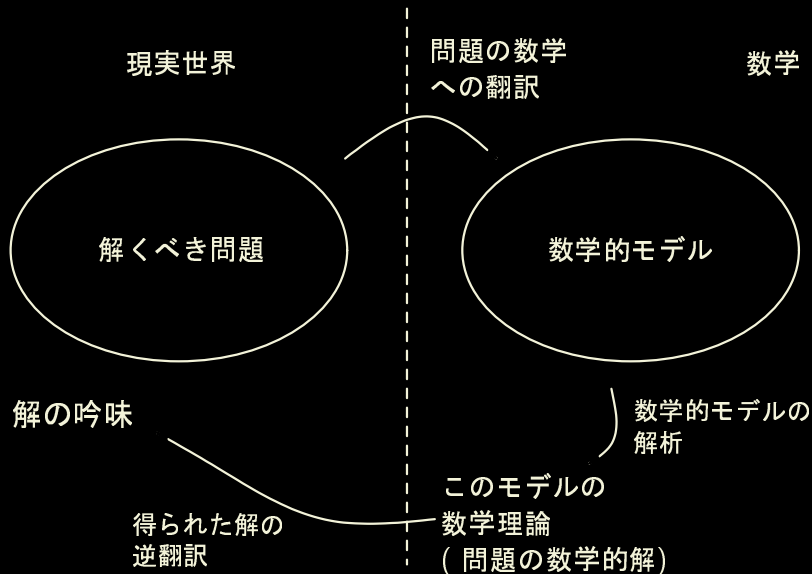 現実世界
問題の数学
への翻訳
数学
解くべき問題
数学的モデル
解の吟味
数学的モデルの
解析
このモデルの
数学理論
( 問題の数学的解)
得られた解の
逆翻訳